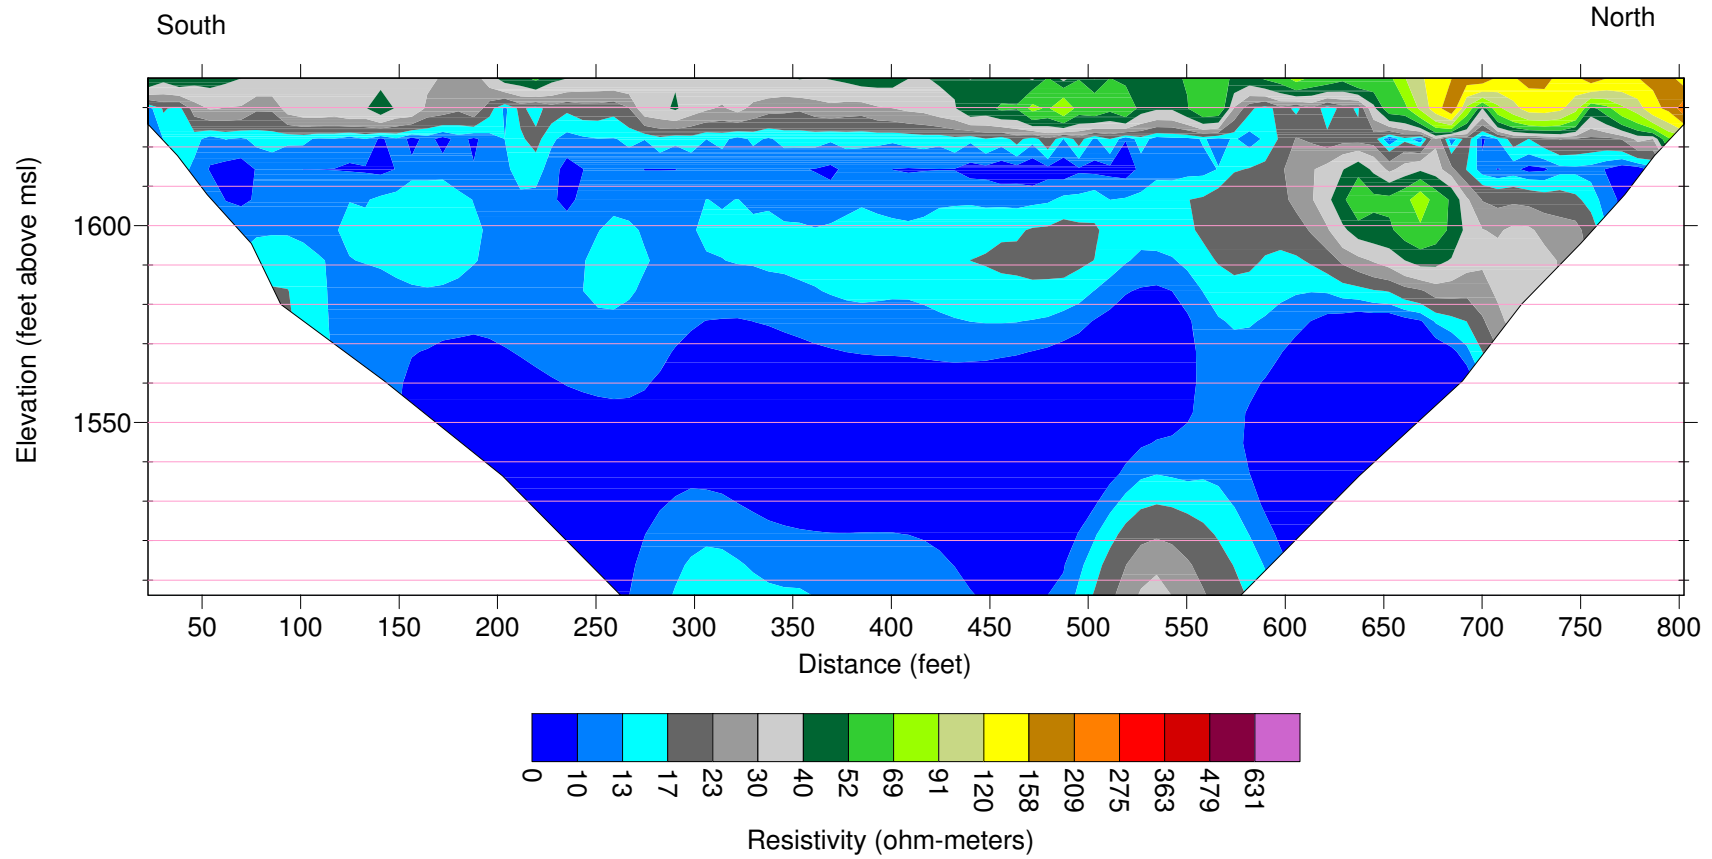 South
North
Elevation (feet above msl)
1600
1550
50 100 150 200 250 300 350 400 450 500 550 600 650 700 750 800
Distance (feet)
0 10 13 17 23 30 40 52 69 91 120 158 209 275 363 479 631
Resistivity (ohm-meters)